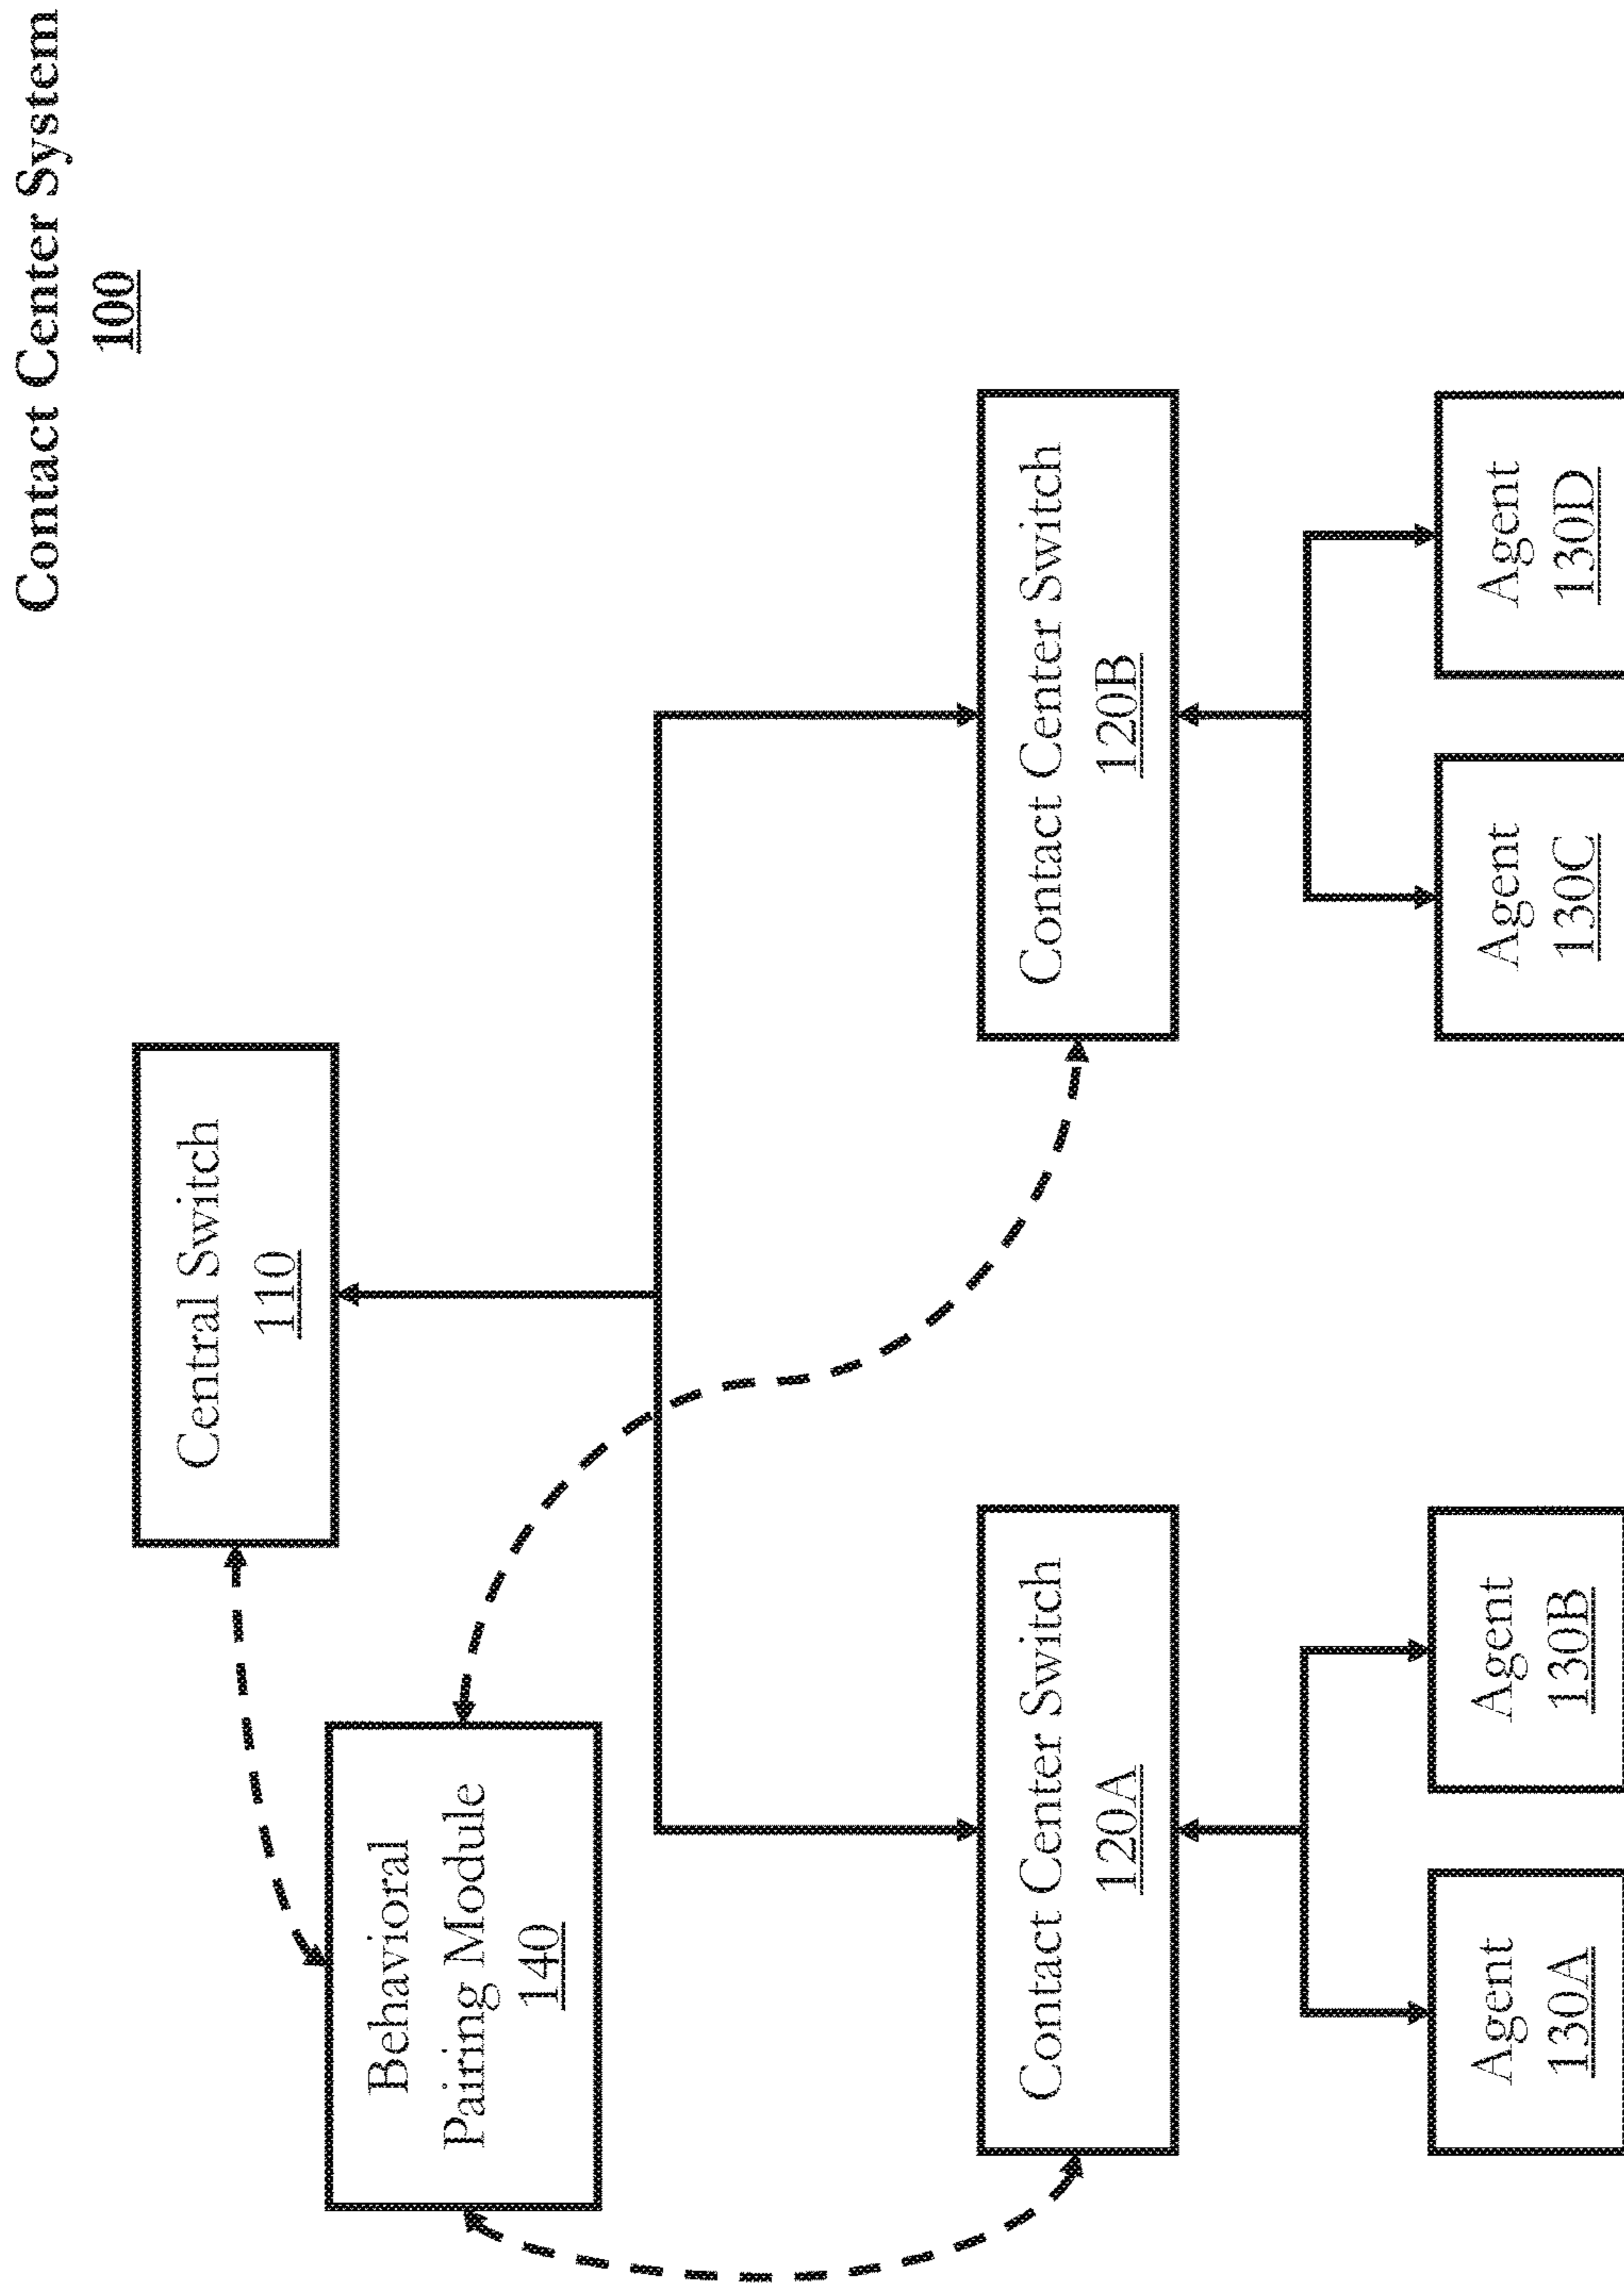 Contact Center System
100
Central Switch
110
Behavioral
Pairing Module
140
Contact Center Switch
120A
Contact Center Switch
120B
Agent
130A
Agent
130B
Agent
130C
Agent
130D